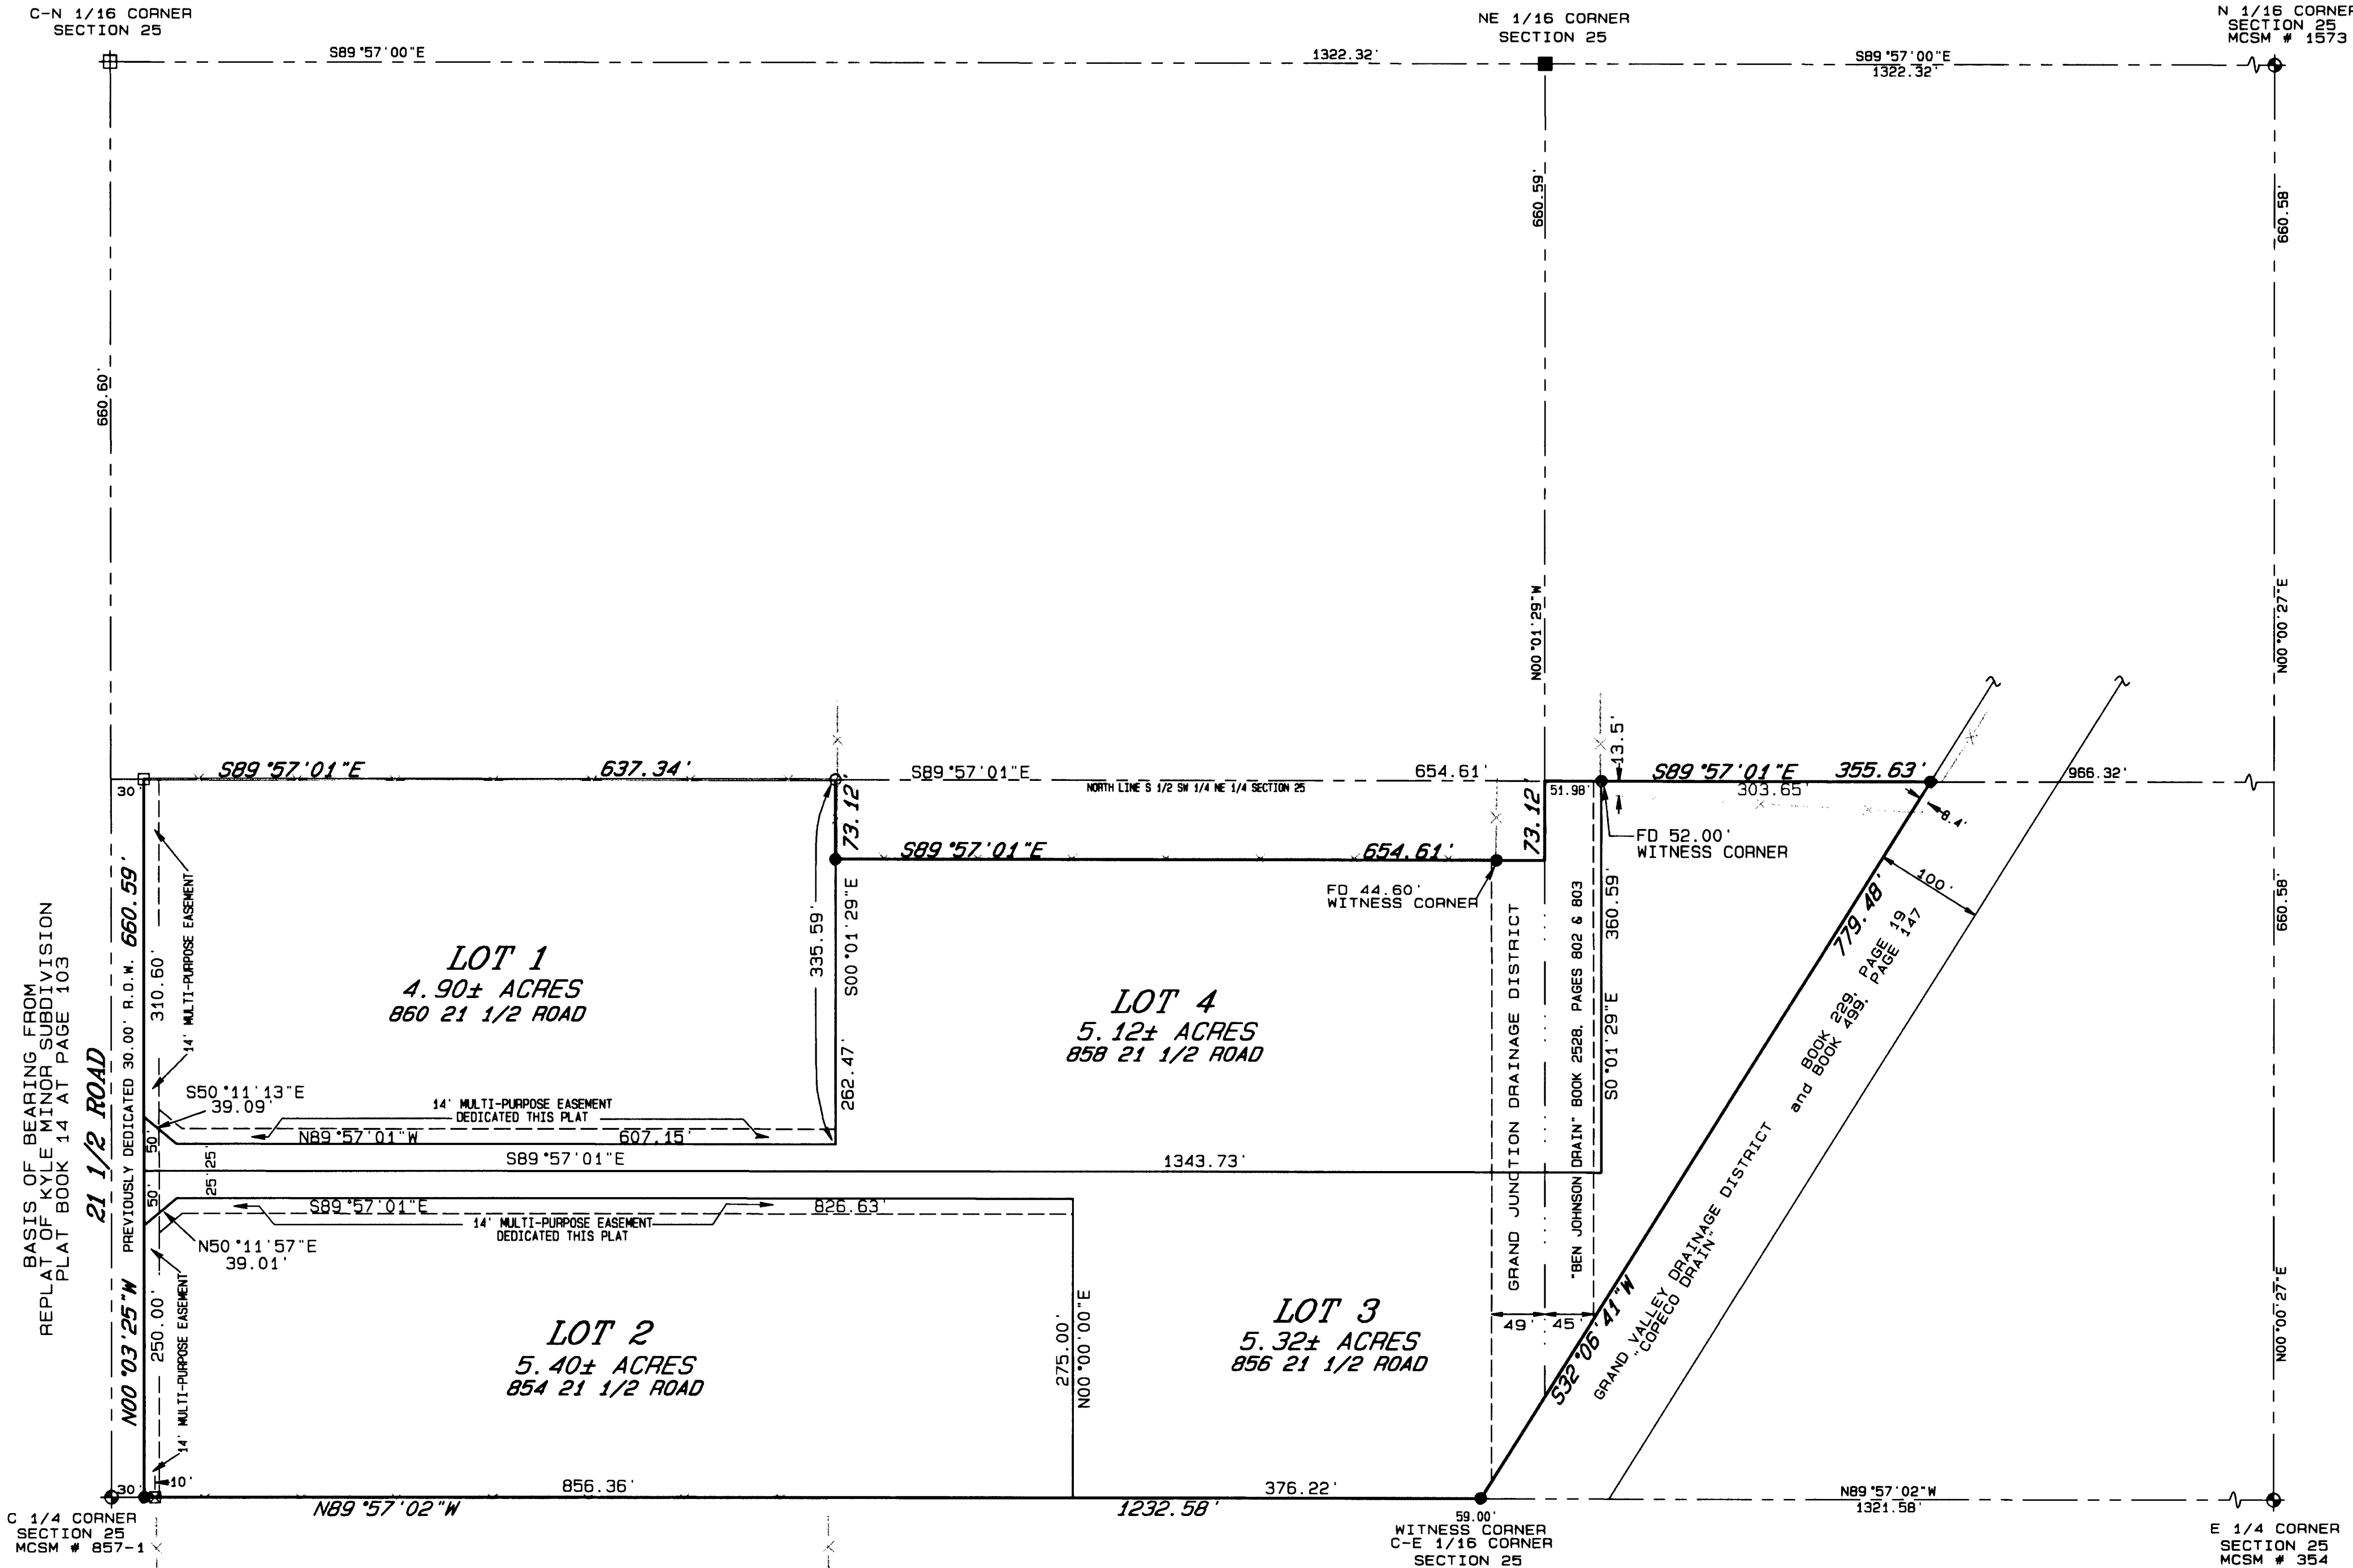 C-N 1/16 CORNER
SECTION 25
NE 1/16 CORNER
SECTION 25
N 1/16 CORNER
SECTION 25
MCSM # 1573
S89°57'00"E
1322.32'
S89°57'00"E
1322.32'
660.60'
660.59'
660.58'
N00°01'29"W
N00°00'27"E
S89°57'01"E
637.34'
S89°57'01"E
654.61'
NORTH LINE S 1/2 SW 1/4 NE 1/4 SECTION 25
13.5'
S89°57'01"E
355.63'
966.32'
30'
73.12'
73.12'
51.98'
303.65'
8.4'
S89°57'01"E
654.61'
FD 52.00'
WITNESS CORNER
FD 44.60'
WITNESS CORNER
BASIS OF BEARING FROM
REPLAT OF KYLE MINOR SUBDIVISION
PLAT BOOK 14 AT PAGE 103
21 1/2 ROAD
PREVIOUSLY DEDICATED 30.00' R.O.W.
660.59'
N00°03'25"W
310.60'
14' MULTI-PURPOSE EASEMENT
LOT 1
4.90± ACRES
860 21 1/2 ROAD
335.59'
S00°01'29"E
262.47'
LOT 4
5.12± ACRES
858 21 1/2 ROAD
GRAND JUNCTION DRAINAGE DISTRICT
"BEN JOHNSON DRAIN" BOOK 2528, PAGES 802 & 803
360.59'
S0°01'29"E
779.48'
100'
660.58'
GRAND VALLEY DRAINAGE DISTRICT
"COPECO DRAIN"
and
BOOK 229, PAGE 19
BOOK 499, PAGE 147
S50°11'13"E
39.09'
14' MULTI-PURPOSE EASEMENT
DEDICATED THIS PLAT
N89°57'01"W
607.15'
50'
25'
S89°57'01"E
1343.73'
50'
25'
S89°57'01"E
826.63'
14' MULTI-PURPOSE EASEMENT
DEDICATED THIS PLAT
N50°11'57"E
39.01'
250.00'
14' MULTI-PURPOSE EASEMENT
LOT 2
5.40± ACRES
854 21 1/2 ROAD
275.00'
N00°00'00"E
LOT 3
5.32± ACRES
856 21 1/2 ROAD
49'
45'
S32°06'41"W
N00°00'27"E
30'
10'
856.36'
376.22'
N89°57'02"W
1232.58'
N89°57'02"W
1321.58'
C 1/4 CORNER
SECTION 25
MCSM # 857-1
59.00'
WITNESS CORNER
C-E 1/16 CORNER
SECTION 25
E 1/4 CORNER
SECTION 25
MCSM # 354